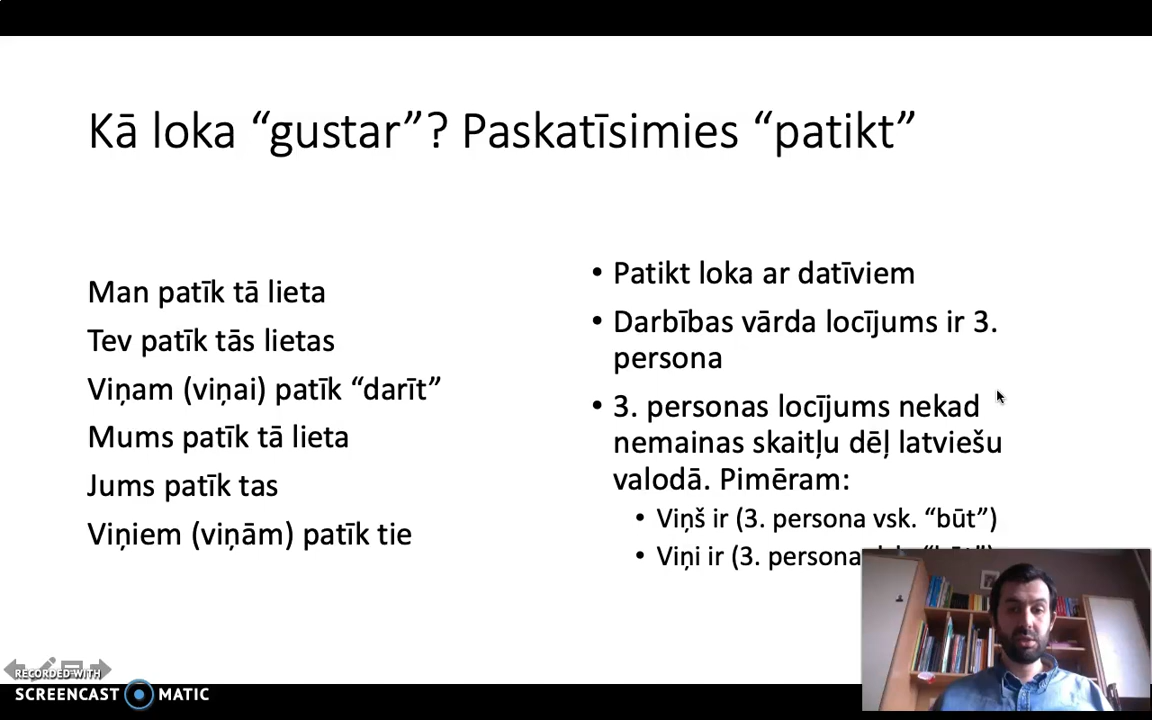 Kā loka “gustar”? Paskatīsimies “patikt”
Man patīk tā lieta
Tev patīk tās lietas
Viņam (viņai) patīk “darīt”
Mums patīk tā lieta
Jums patīk tas
Viņiem (viņām) patīk tie
• Patikt loka ar datīviem
• Darbības vārda locījums ir 3.
persona
• 3. personas locījums nekad
nemainas skaitļu dēļ latviešu
valodā. Pimēram:
• Viņš ir (3. persona vsk. “būt”)
• Viņi ir (3. persona
RECORDED WITH
SCREENCAST MATIC